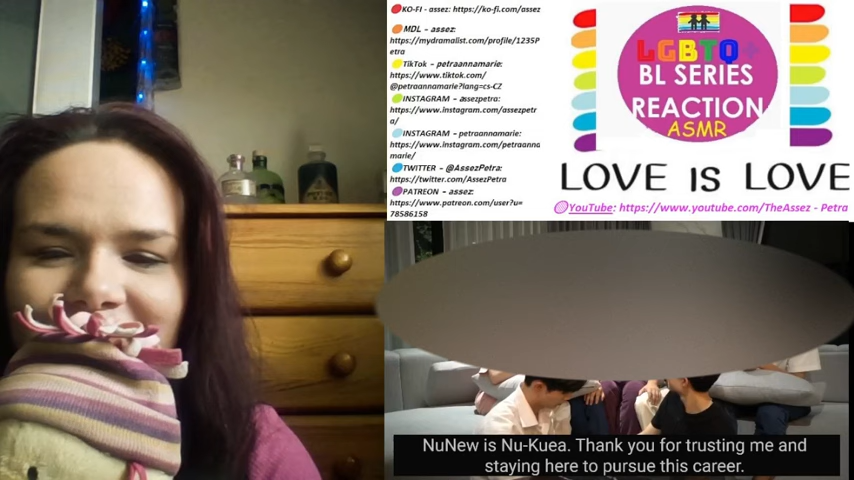 KO-FI - assez: https://ko-fi.com/assez
MDL - assez:
https://mydramalist.com/profile/1235P
etra
TikTok - petraannamarie:
https://www.tiktok.com/
@petraannamarie?lang=cs-CZ
INSTAGRAM - assezpetra:
https://www.instagram.com/assezpetr
a/
INSTAGRAM - petraannamarie:
https://www.instagram.com/petraanna
marie/
TWITTER - @AssezPetra:
https://twitter.com/AssezPetra
PATREON - assez:
https://www.patreon.com/user?u=
78586158
LGBTQ+
BL SERIES
REACTION
ASMR
LOVE IS LOVE
YouTube: https://www.youtube.com/TheAssez - Petra
NuNew is Nu-Kuea. Thank you for trusting me and
staying here to pursue this career.